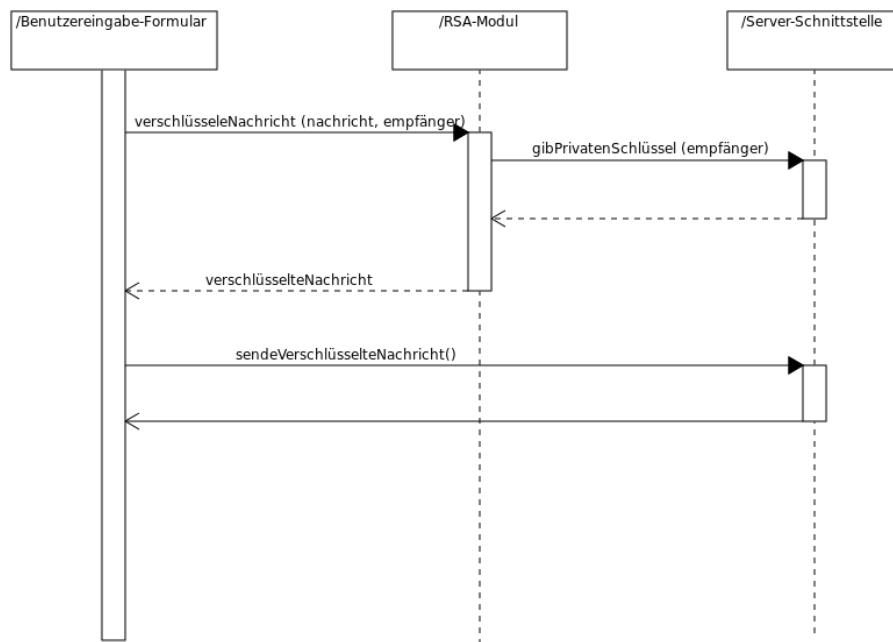 /Benutzereingabe-Formular
/RSA-Modul
/Server-Schnittstelle
verschlüsseleNachricht (nachricht, empfänger)
gibPrivatenSchlüssel (empfänger)
verschlüsselteNachricht
sendeVerschlüsselteNachricht()